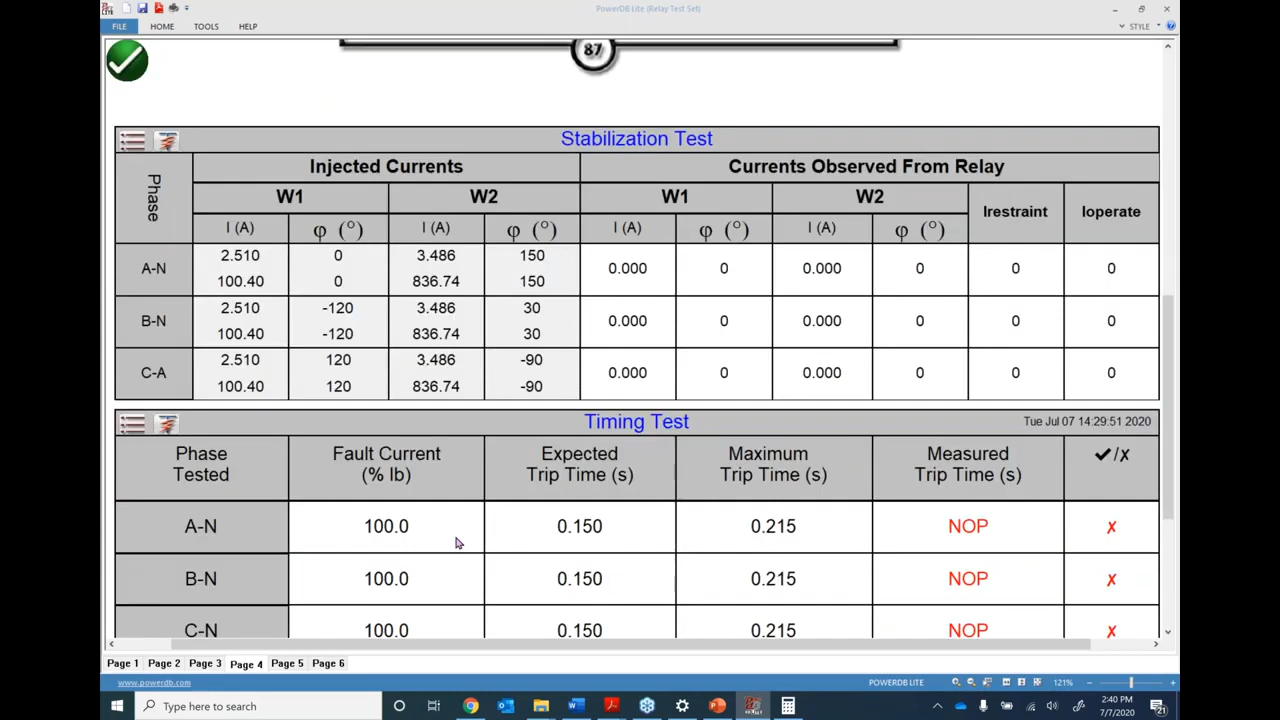 PowerDB Lite (Relay Test Set)
FILE HOME TOOLS HELP STYLE
87
Stabilization Test
Phase Injected Currents Currents Observed From Relay
W1 W2 W1 W2 Irestraint Ioperate
I (A) φ (°) I (A) φ (°) I (A) φ (°) I (A) φ (°)
A-N 2.510 0 3.486 150 0.000 0 0.000 0 0 0
100.40 0 836.74 150
B-N 2.510 -120 3.486 30 0.000 0 0.000 0 0 0
100.40 -120 836.74 30
C-A 2.510 120 3.486 -90 0.000 0 0.000 0 0 0
100.40 120 836.74 -90
Timing Test Tue Jul 07 14:29:51 2020
Phase Fault Current Expected Maximum Measured ✔/✗
Tested (% Ib) Trip Time (s) Trip Time (s) Trip Time (s)
A-N 100.0 0.150 0.215 NOP ✗
B-N 100.0 0.150 0.215 NOP ✗
C-N 100.0 0.150 0.215 NOP ✗
Page 1 Page 2 Page 3 Page 4 Page 5 Page 6
www.powerdb.com POWERDB LITE 121%
Type here to search 2:40 PM
7/7/2020 21